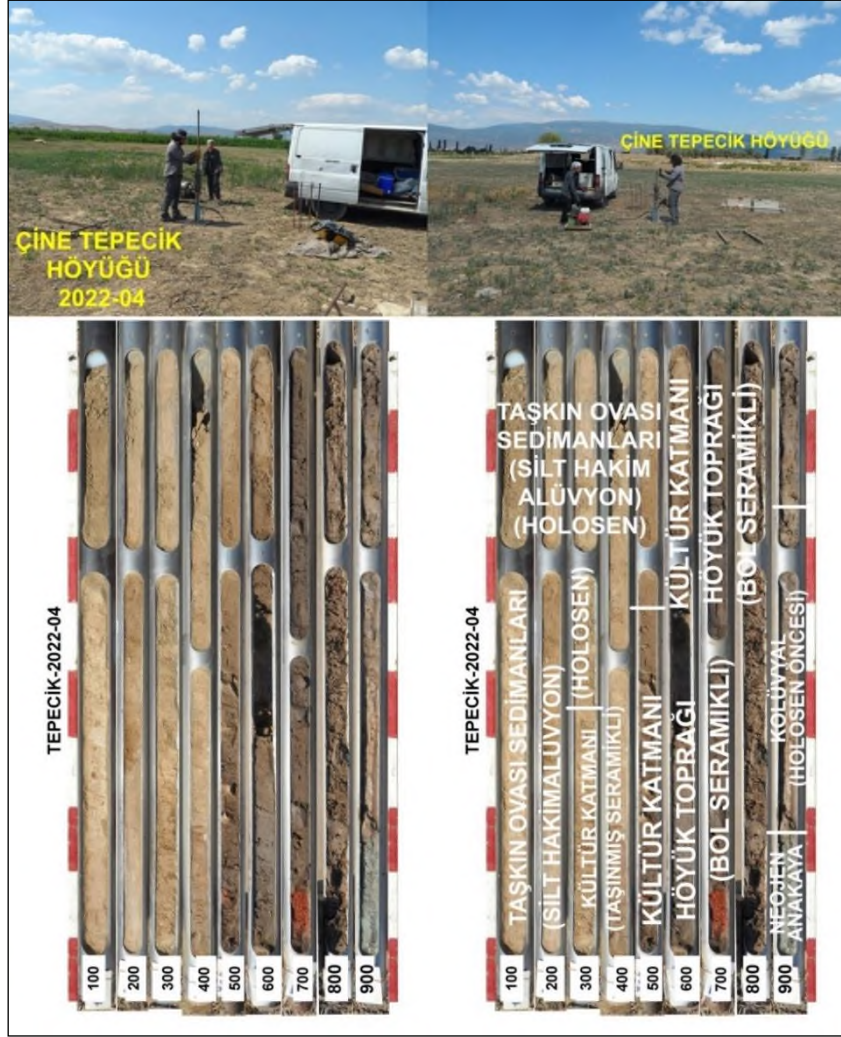 ÇİNE TEPECİK
HÖYÜĞÜ
2022-04
ÇİNE TEPECİK HÖYÜĞÜ
TEPECİK-2022-04
100
200
300
400
500
600
700
800
900
TEPECİK-2022-04
TAŞKIN OVASI
SEDİMANLARI
(SİLT HAKİM
ALÜVYON)
(HOLOSEN)
TAŞKIN OVASI SEDİMANLARI
(SİLT HAKİMALÜVYON)
(HOLOSEN)
KÜLTÜR KATMANI
(TAŞINMIŞ SERAMİKLİ)
KÜLTÜR KATMANI
HÖYÜK TOPRAĞI
(BOL SERAMİKLİ)
KÜLTÜR KATMANI
HÖYÜK TOPRAĞI
(BOL SERAMİKLİ)
KOLÜVYAL
(HOLOSEN ÖNCESİ)
NEOJEN
ANAKAYA
100
200
300
400
500
600
700
800
900